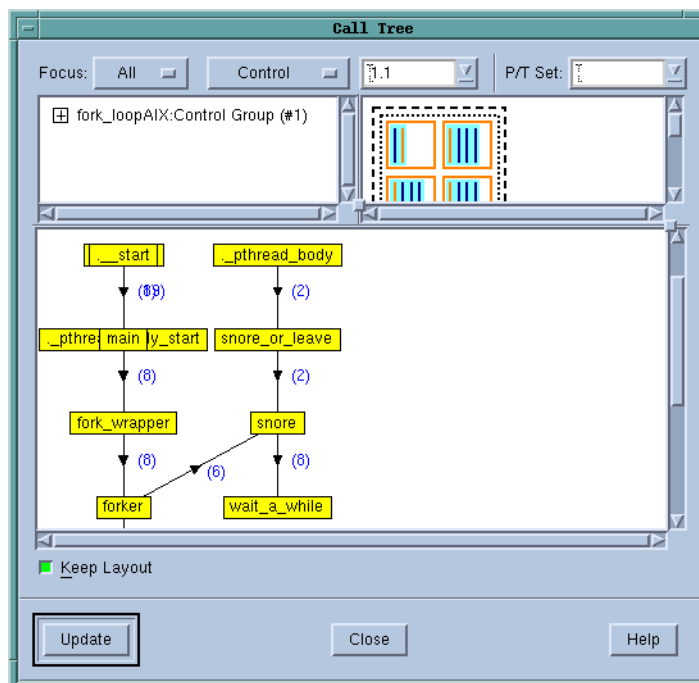 Call Tree
Focus: All Control 1.1 P/T Set: [
fork_loopAIX:Control Group (#1)
.__start ._pthread_body
(2)
main snore_or_leave
(8) (2)
fork_wrapper snore
(8) (6) (8)
forker wait_a_while
Keep Layout
Update Close Help